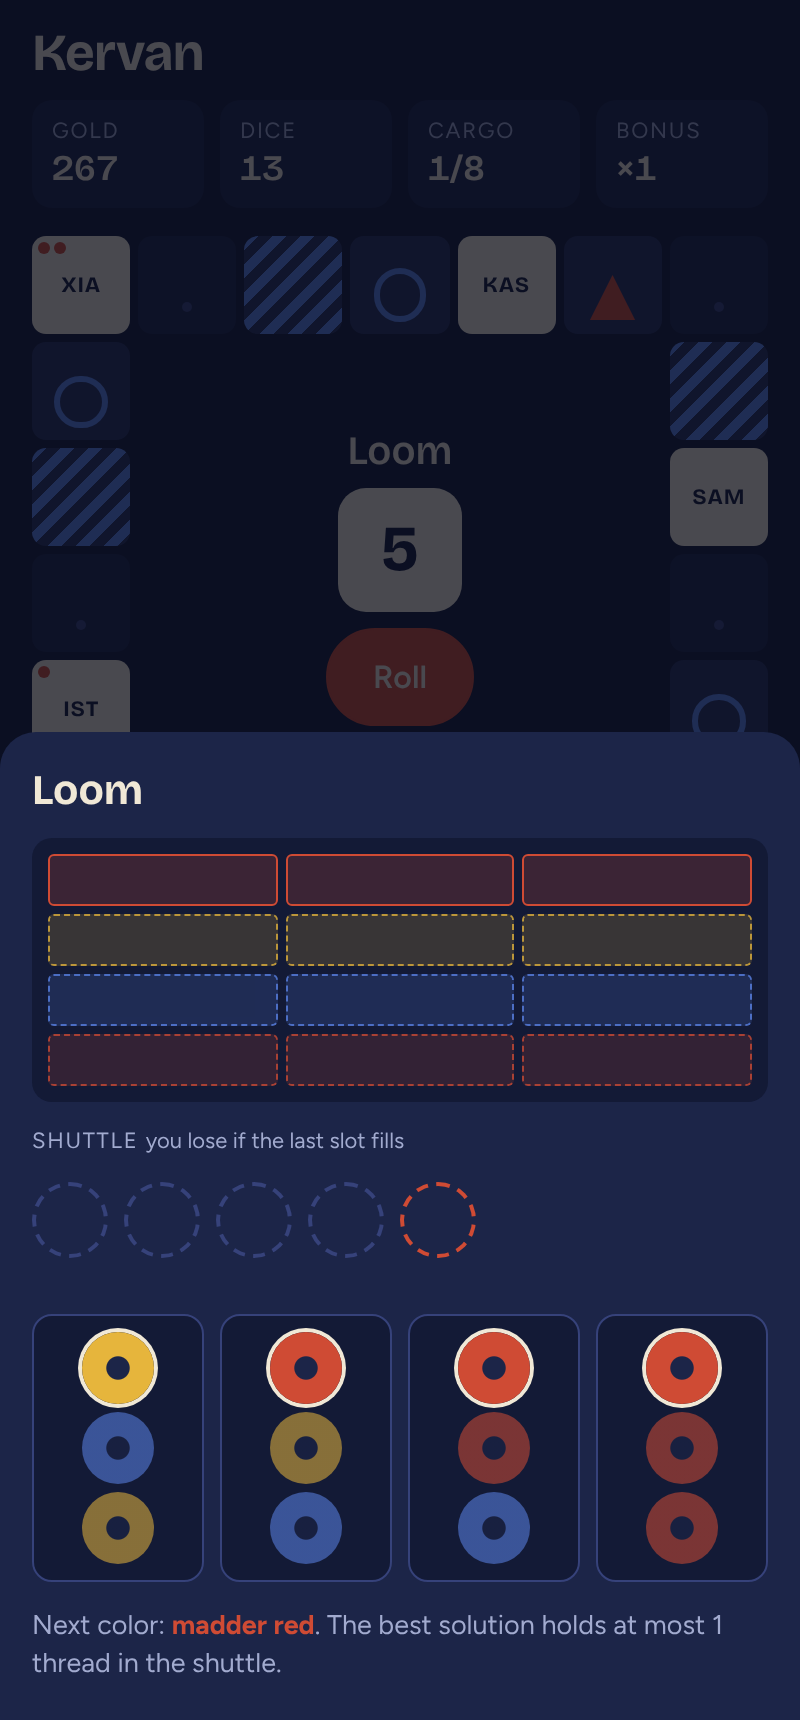 Kervan
GOLD DICE CARGO BONUS
267 13 1/8 ×1
XIA KAS
SAM
Loom
5
Roll
IST
Loom
SHUTTLE you lose if the last slot fills
Next color: madder red. The best solution holds at most 1
thread in the shuttle.